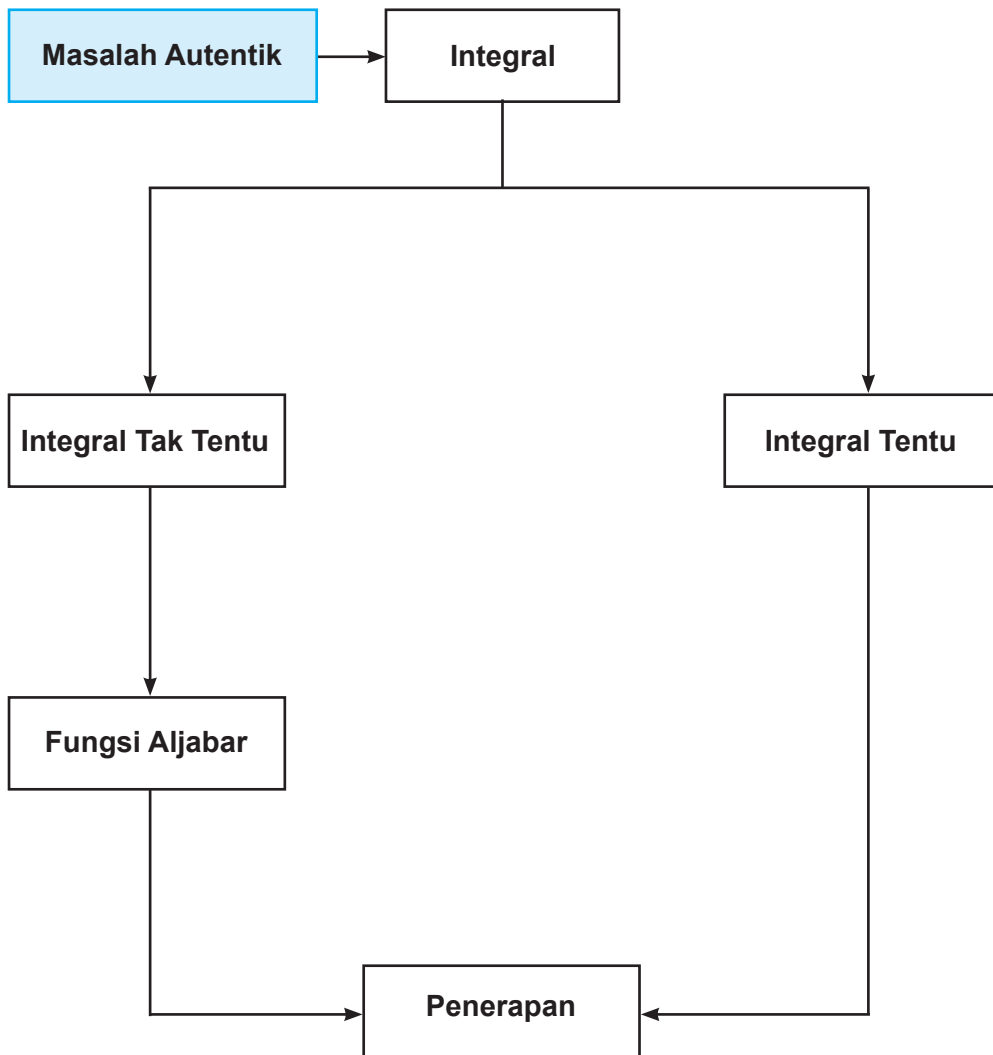 Masalah Autentik
Integral
Integral Tak Tentu
Integral Tentu
Fungsi Aljabar
Penerapan